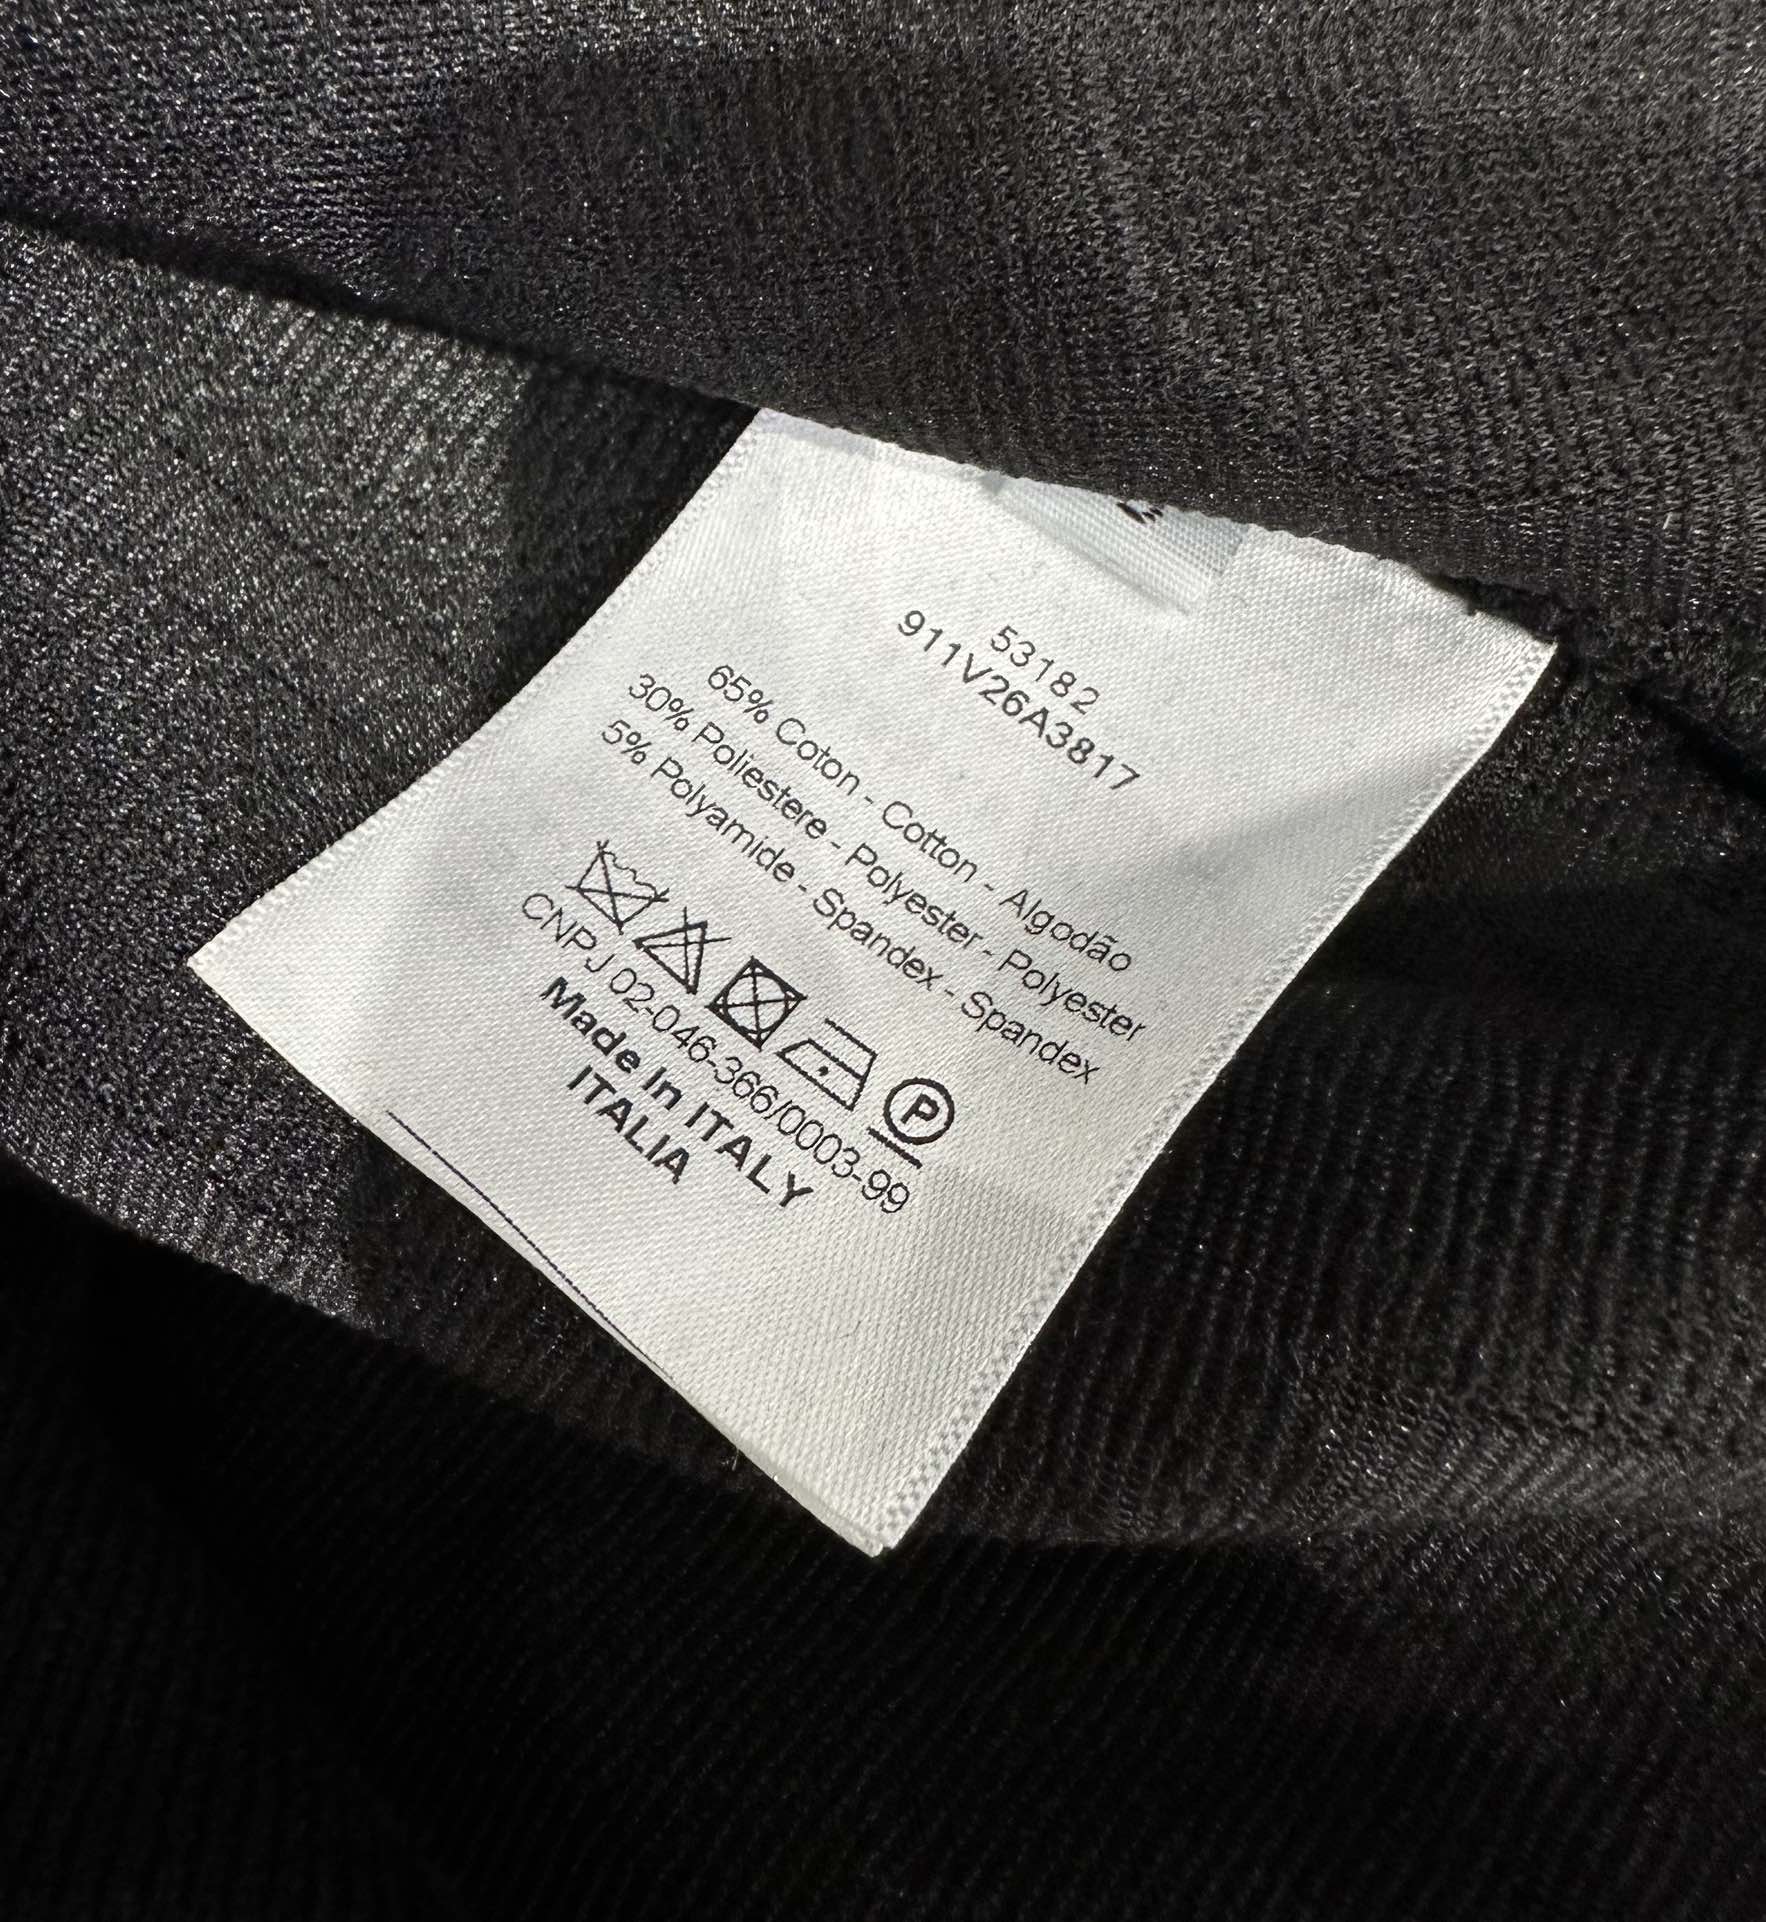 53182
911V26A3817
65% Coton - Cotton - Algodão
30% Poliestere - Polyester - Polyester
5% Polyamide - Spandex - Spandex
P
CNPJ 02-046-366/0003-99
Made In ITALY
ITALIA